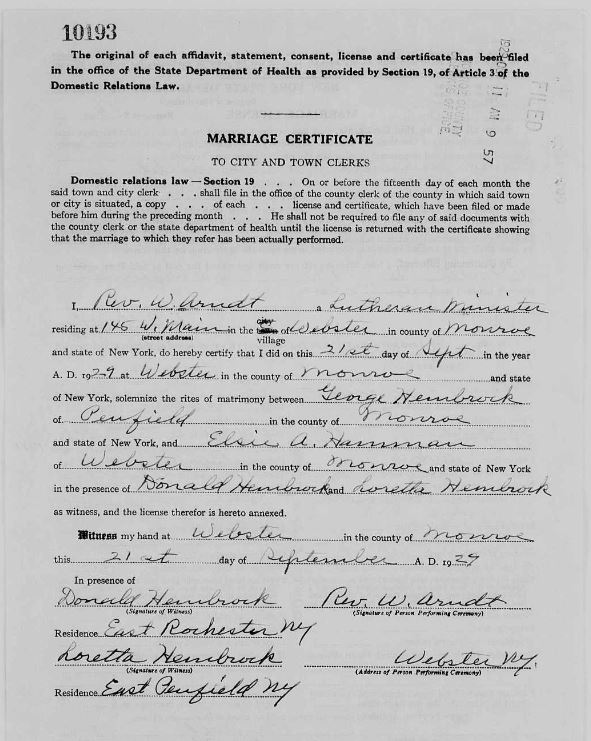 10193
The original of each affidavit, statement, consent, license and certificate has been filed
in the office of the State Department of Health as provided by Section 19, of Article 3 of the
Domestic Relations Law.
FILED
11 AM 9 57
MARRIAGE CERTIFICATE
TO CITY AND TOWN CLERKS
Domestic relations law—Section 19 . . . On or before the fifteenth day of each month the
said town and city clerk . . . shall file in the office of the county clerk of the county in which said town
or city is situated, a copy . . . of each . . . license and certificate, which have been filed or made
before him during the preceding month . . . He shall not be required to file any of said documents with
the county clerk or the state department of health until the license is returned with the certificate showing
that the marriage to which they refer has been actually performed.
I, Rev. W. Arndt a Lutheran Minister
residing at 145 W. Main in the city town village of Webster in county of Monroe
(street address)
and state of New York, do hereby certify that I did on this 21st day of Sept in the year
A. D. 1929 at Webster in the county of Monroe and state
of New York, solemnize the rites of matrimony between George Hembrock
of Penfield in the county of Monroe
and state of New York, and Elsie A. Hamman
of Webster in the county of Monroe and state of New York
in the presence of Donald Hembrock and Loretta Hembrock
as witness, and the license therefor is hereto annexed.
Witness my hand at Webster in the county of Monroe
this 21st day of September A. D. 1929
In presence of
Donald Hembrock Rev. W. Arndt
(Signature of Witness) (Signature of Person Performing Ceremony)
Residence East Rochester NY
Loretta Hembrock Webster NY.
(Signature of Witness) (Address of Person Performing Ceremony)
Residence East Penfield NY